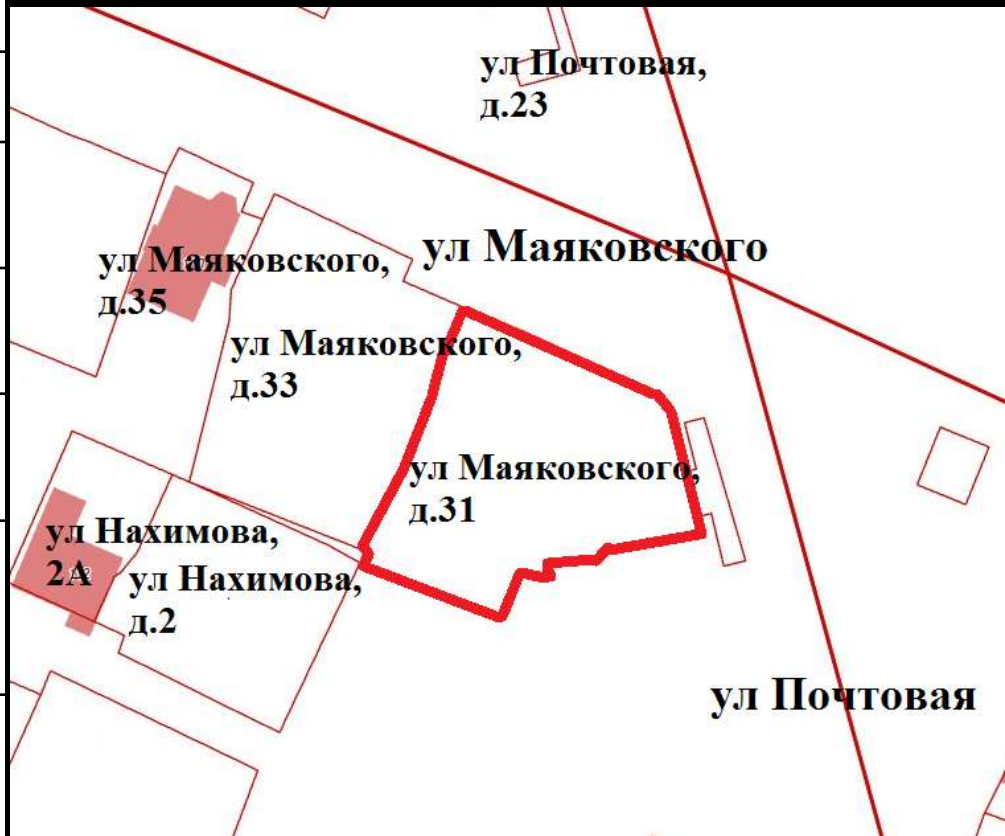 ул Почтовая,
д.23
ул Маяковского
ул Маяковского,
д.35
ул Маяковского,
д.33
ул Маяковского,
д.31
ул Нахимова,
2А
ул Нахимова,
д.2
ул Почтовая